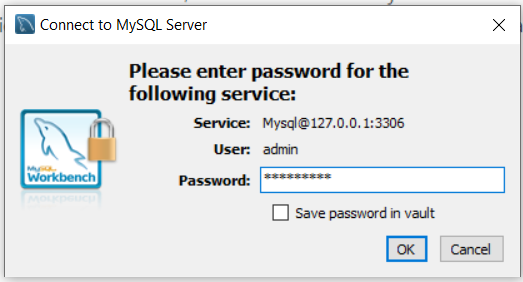 Connect to MySQL Server
Please enter password for the
following service:
Service: Mysql@127.0.0.1:3306
User: admin
Password: *********
MySQL
Workbench
Save password in vault
OK Cancel